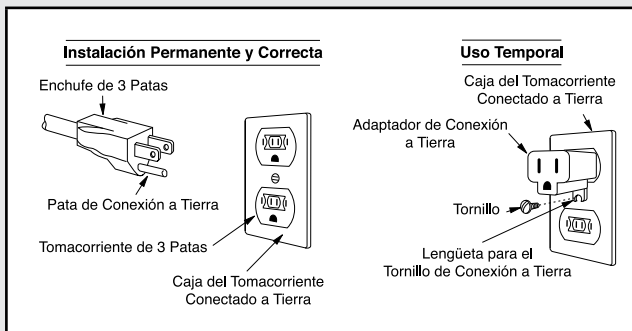 Instalación Permanente y Correcta
Enchufe de 3 Patas
Pata de Conexión a Tierra
Tomacorriente de 3 Patas
Caja del Tomacorriente
Conectado a Tierra
Uso Temporal
Caja del Tomacorriente
Conectado a Tierra
Adaptador de Conexión
a Tierra
Tornillo
Lengüeta para el
Tornillo de Conexión a Tierra